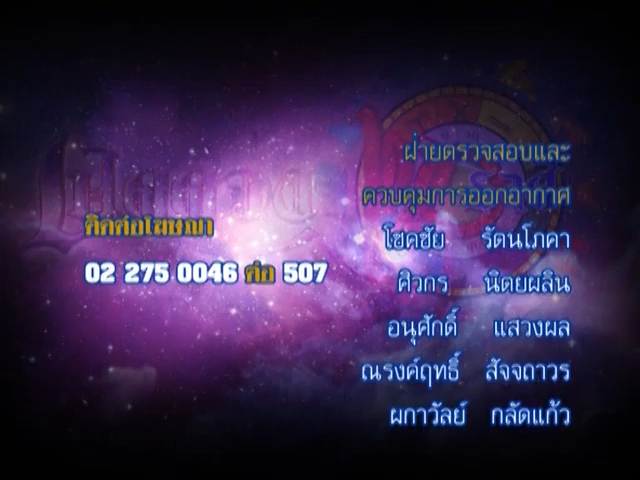 ฝ่ายตรวจสอบและ
ควบคุมการออกอากาศ
ติดต่อโฆษณา
โชคชัย รัตนโภคา
02 275 0046 ต่อ 507
ศิวกร นิตยผลิน
อนุศักดิ์ แสวงผล
ณรงค์ฤทธิ์ สัจจถาวร
ผกาวัลย์ กลัดแก้ว